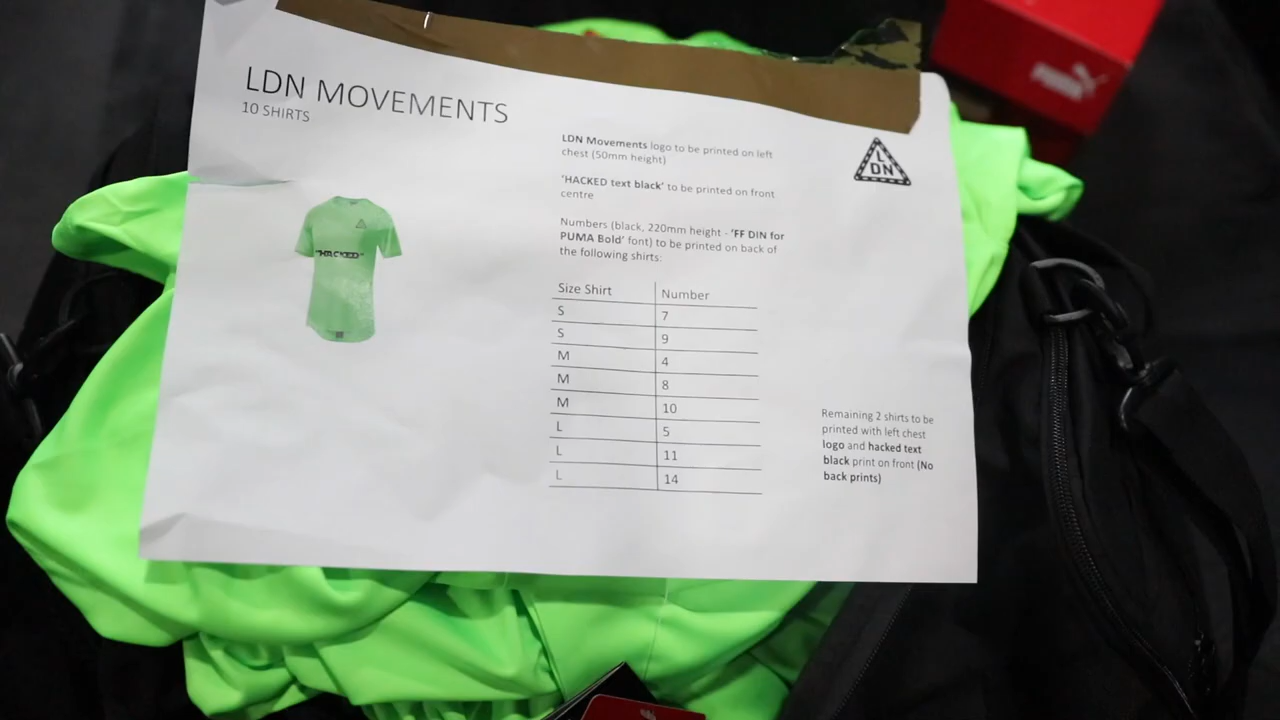 LDN MOVEMENTS
10 SHIRTS
LDN Movements logo to be printed on left
chest (50mm height)
'HACKED text black' to be printed on front
centre
Numbers (black, 220mm height - 'FF DIN for
PUMA Bold' font) to be printed on back of
the following shirts:
Size Shirt Number
S 7
S 9
M 4
M 8
M 10
L 5
L 11
L 14
Remaining 2 shirts to be
printed with left chest
logo and hacked text
black print on front (No
back prints)
L
DN
"HACKED"
PUMA